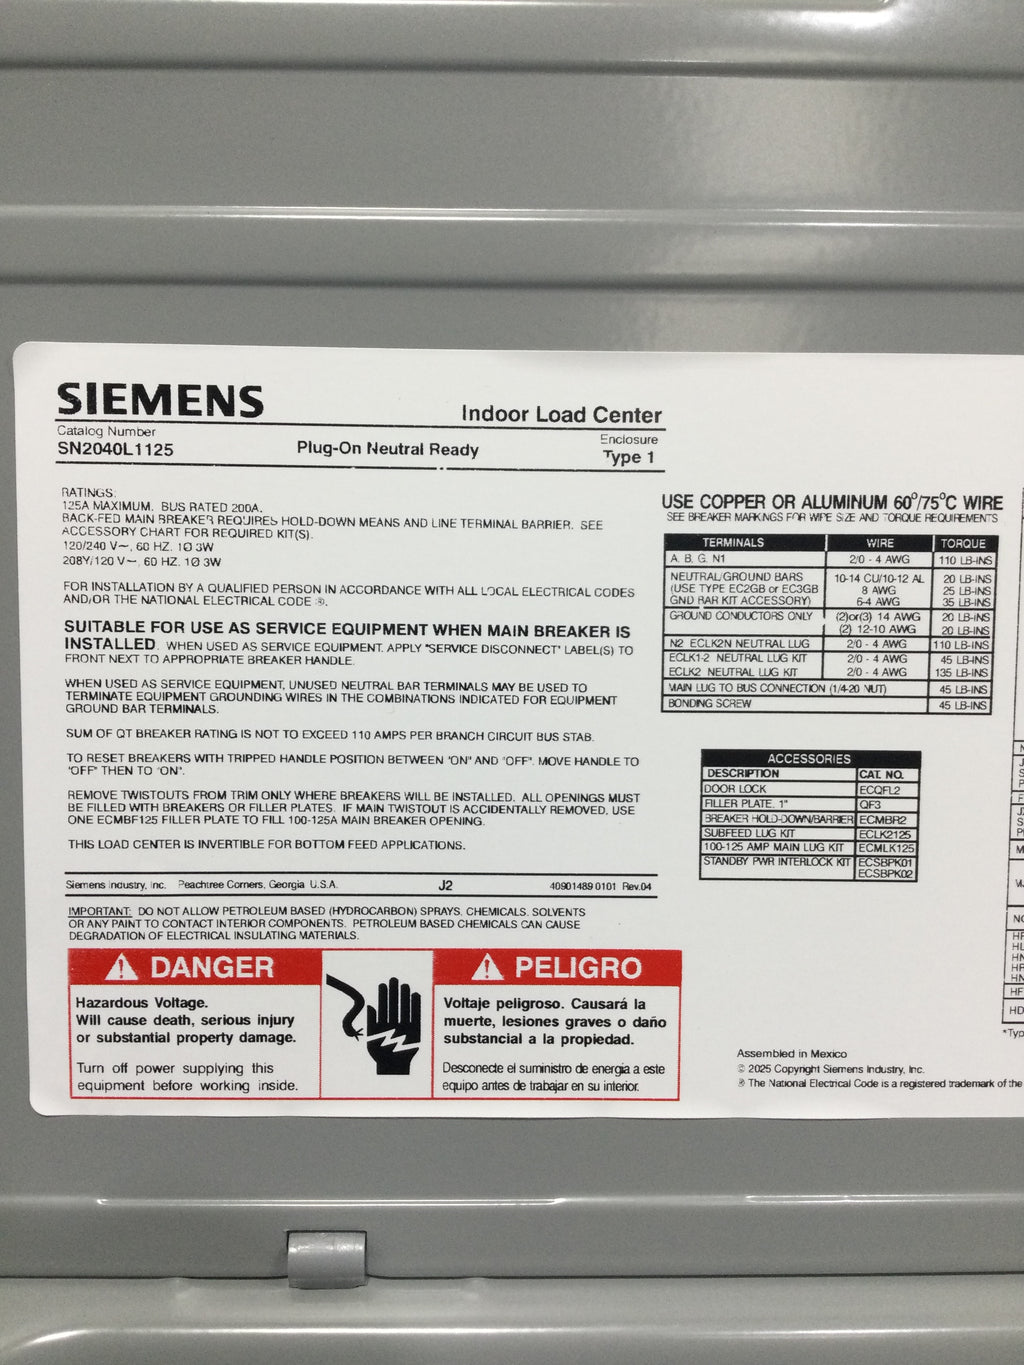 SIEMENS
Indoor Load Center
Catalog Number
SN2040L1125
Plug-On Neutral Ready
Enclosure
Type 1
RATINGS:
125A MAXIMUM. BUS RATED 200A.
BACK-FED MAIN BREAKER REQUIRES HOLD-DOWN MEANS AND LINE TERMINAL BARRIER. SEE
ACCESSORY CHART FOR REQUIRED KIT(S).
120/240 V~, 60 HZ. 1Ø 3W
208Y/120 V~, 60 HZ. 1Ø 3W
FOR INSTALLATION BY A QUALIFIED PERSON IN ACCORDANCE WITH ALL LOCAL ELECTRICAL CODES
AND/OR THE NATIONAL ELECTRICAL CODE ®.
SUITABLE FOR USE AS SERVICE EQUIPMENT WHEN MAIN BREAKER IS
INSTALLED. WHEN USED AS SERVICE EQUIPMENT. APPLY "SERVICE DISCONNECT" LABEL(S) TO
FRONT NEXT TO APPROPRIATE BREAKER HANDLE.
WHEN USED AS SERVICE EQUIPMENT, UNUSED NEUTRAL BAR TERMINALS MAY BE USED TO
TERMINATE EQUIPMENT GROUNDING WIRES IN THE COMBINATIONS INDICATED FOR EQUIPMENT
GROUND BAR TERMINALS.
SUM OF QT BREAKER RATING IS NOT TO EXCEED 110 AMPS PER BRANCH CIRCUIT BUS STAB.
TO RESET BREAKERS WITH TRIPPED HANDLE POSITION BETWEEN "ON" AND "OFF". MOVE HANDLE TO
"OFF" THEN TO "ON".
REMOVE TWISTOUTS FROM TRIM ONLY WHERE BREAKERS WILL BE INSTALLED. ALL OPENINGS MUST
BE FILLED WITH BREAKERS OR FILLER PLATES. IF MAIN TWISTOUT IS ACCIDENTALLY REMOVED, USE
ONE ECMBF125 FILLER PLATE TO FILL 100-125A MAIN BREAKER OPENING.
THIS LOAD CENTER IS INVERTIBLE FOR BOTTOM FEED APPLICATIONS.
Siemens Industry, Inc. Peachtree Corners, Georgia U.S.A. J2 40901489 0101 Rev.04
IMPORTANT: DO NOT ALLOW PETROLEUM BASED (HYDROCARBON) SPRAYS. CHEMICALS. SOLVENTS
OR ANY PAINT TO CONTACT INTERIOR COMPONENTS. PETROLEUM BASED CHEMICALS CAN CAUSE
DEGRADATION OF ELECTRICAL INSULATING MATERIALS.
DANGER
Hazardous Voltage.
Will cause death, serious injury
or substantial property damage.
Turn off power supplying this
equipment before working inside.
PELIGRO
Voltaje peligroso. Causará la
muerte, lesiones graves o daño
substancial a la propiedad.
Desconecte el suministro de energía a este
equipo antes de trabajar en su interior.
USE COPPER OR ALUMINUM 60°/75°C WIRE
SEE BREAKER MARKINGS FOR WIRE SIZE AND TORQUE REQUIREMENTS
TERMINALS WIRE TORQUE
A, B, G, N1 2/0 - 4 AWG 110 LB-INS
NEUTRAL/GROUND BARS 10-14 CU/10-12 AL 20 LB-INS
(USE TYPE EC2GB or EC3GB 8 AWG 25 LB-INS
GND BAR KIT ACCESSORY) 6-4 AWG 35 LB-INS
GROUND CONDUCTORS ONLY (2)or(3) 14 AWG 20 LB-INS
(2) 12-10 AWG 20 LB-INS
N2 ECLK2N NEUTRAL LUG 2/0 - 4 AWG 110 LB-INS
ECLK1-2 NEUTRAL LUG KIT 2/0 - 4 AWG 45 LB-INS
ECLK2 NEUTRAL LUG KIT 2/0 - 4 AWG 135 LB-INS
MAIN LUG TO BUS CONNECTION (1/4-20 NUT) 45 LB-INS
BONDING SCREW 45 LB-INS
ACCESSORIES
DESCRIPTION CAT. NO.
DOOR LOCK ECQFL2
FILLER PLATE. 1" QF3
BREAKER HOLD-DOWN/BARRIER ECMBR2
SUBFEED LUG KIT ECLK2125
100-125 AMP MAIN LUG KIT ECMLK125
STANDBY PWR INTERLOCK KIT ECSBPK01
ECSBPK02
Assembled in Mexico
© 2025 Copyright Siemens Industry, Inc.
® The National Electrical Code is a registered trademark of the